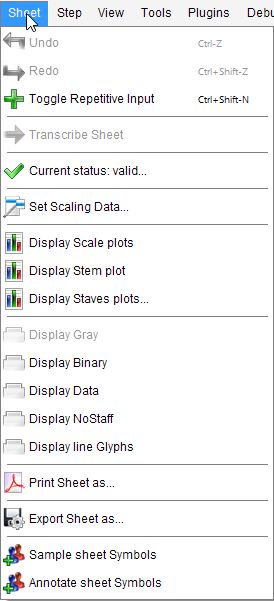 Sheet Step View Tools Plugins Debu
Undo Ctrl-Z
Redo Ctrl+Shift-Z
Toggle Repetitive Input Ctrl+Shift-N
Transcribe Sheet
Current status: valid...
Set Scaling Data...
Display Scale plots
Display Stem plot
Display Staves plots...
Display Gray
Display Binary
Display Data
Display NoStaff
Display line Glyphs
Print Sheet as...
Export Sheet as...
Sample sheet Symbols
Annotate sheet Symbols